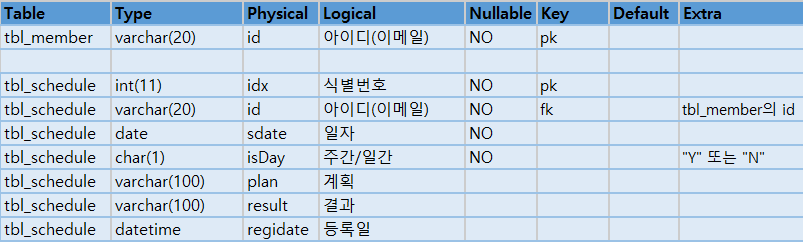 Table Type Physical Logical Nullable Key Default Extra
tbl_member varchar(20) id 아이디(이메일) NO pk
tbl_schedule int(11) idx 식별번호 NO pk
tbl_schedule varchar(20) id 아이디(이메일) NO fk tbl_member의 id
tbl_schedule date sdate 일자 NO
tbl_schedule char(1) isDay 주간/일간 NO "Y" 또는 "N"
tbl_schedule varchar(100) plan 계획
tbl_schedule varchar(100) result 결과
tbl_schedule datetime regidate 등록일